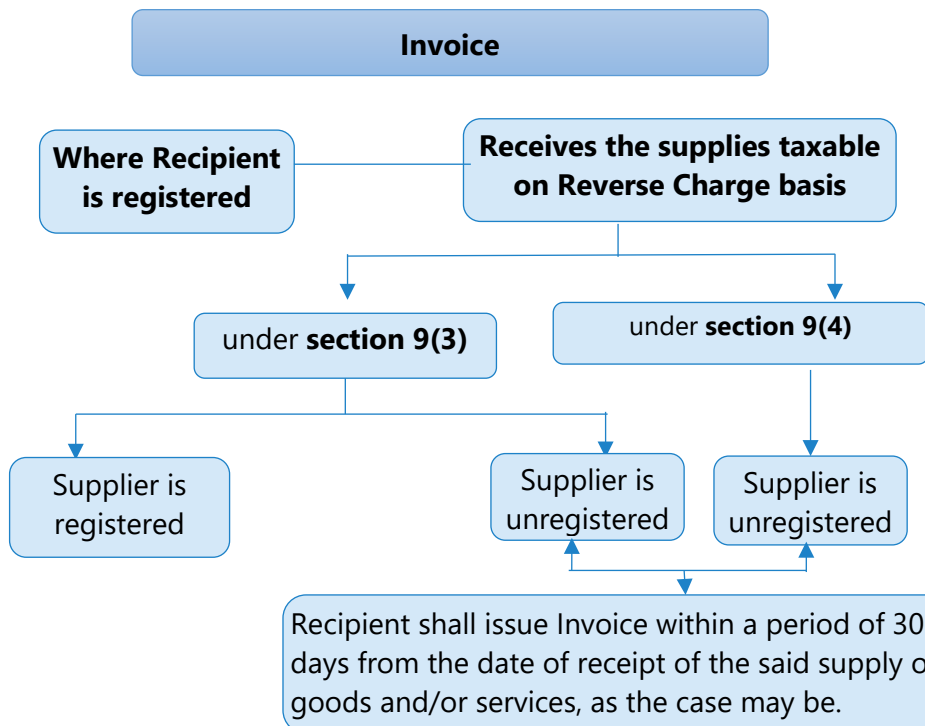 Invoice
Where Recipient
is registered
Receives the supplies taxable
on Reverse Charge basis
under section 9(3)
under section 9(4)
Supplier is
registered
Supplier is
unregistered
Supplier is
unregistered
Recipient shall issue Invoice within a period of 30
days from the date of receipt of the said supply o
goods and/or services, as the case may be.